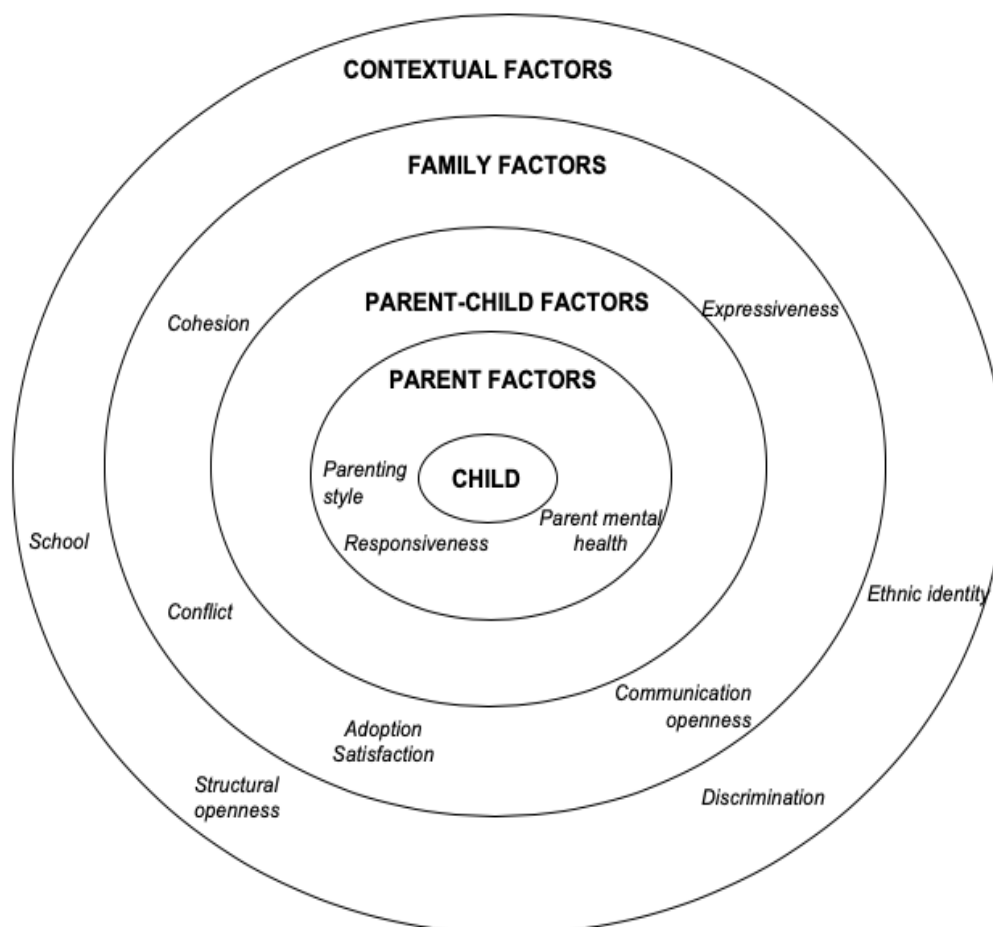 CONTEXTUAL FACTORS
FAMILY FACTORS
PARENT-CHILD FACTORS
Expressiveness
Cohesion
PARENT FACTORS
CHILD
Parenting
style
Parent mental
health
Responsiveness
School
Ethnic identity
Conflict
Communication
openness
Adoption
Satisfaction
Structural
openness
Discrimination